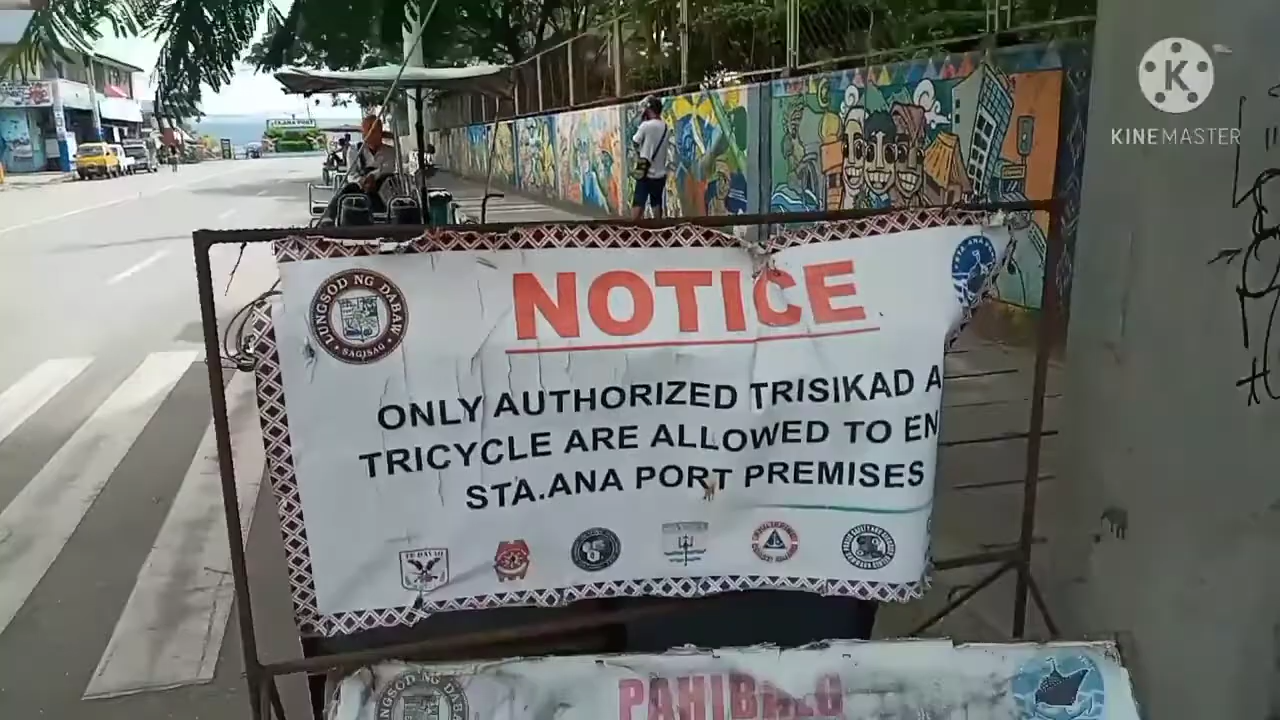 KINEMASTER
LUNGSOD NG DABAW
SAGISAG
NOTICE
ONLY AUTHORIZED TRISIKAD A
TRICYCLE ARE ALLOWED TO EN
STA.ANA PORT PREMISES
PAHIBALO